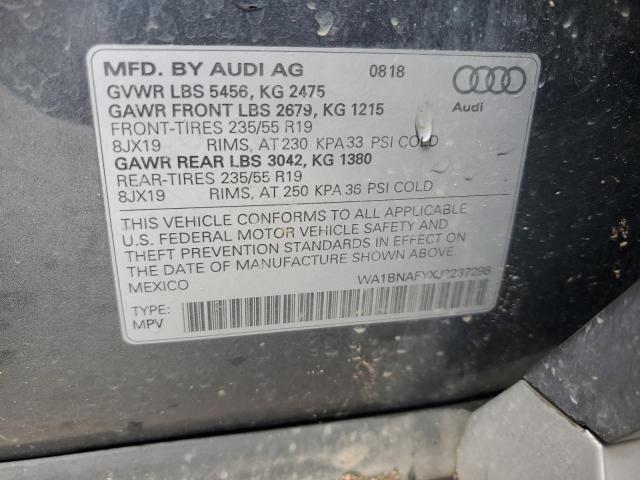 MFD. BY AUDI AG 0818
GVWR LBS 5456, KG 2475
GAWR FRONT LBS 2679, KG 1215
FRONT-TIRES 235/55 R19
8JX19 RIMS, AT 230 KPA 33 PSI COLD
GAWR REAR LBS 3042, KG 1380
REAR-TIRES 235/55 R19
8JX19 RIMS, AT 250 KPA 36 PSI COLD
Audi
THIS VEHICLE CONFORMS TO ALL APPLICABLE
U.S. FEDERAL MOTOR VEHICLE SAFETY AND
THEFT PREVENTION STANDARDS IN EFFECT ON
THE DATE OF MANUFACTURE SHOWN ABOVE.
MEXICO
TYPE:
MPV